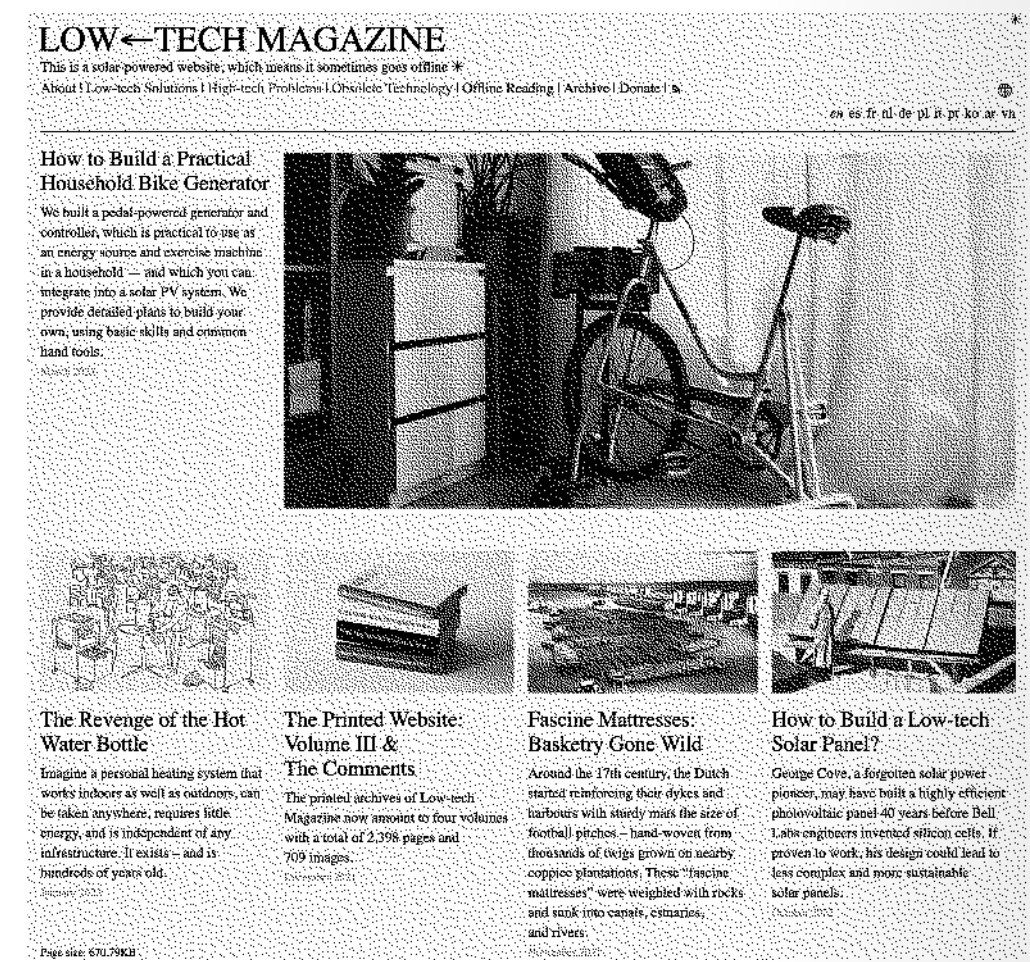 LOW←TECH MAGAZINE
This is a solar-powered website, which means it sometimes goes offline ☀
About | Low-tech Solutions | High-tech Problems | Obsolete Technology | Offline Reading | Archive | Donate |
en es fr nl de pl it pt ko ar vn
How to Build a Practical
Household Bike Generator
We built a pedal-powered generator and
controller, which is practical to use as
an energy source and exercise machine
in a household — and which you can
integrate into a solar PV system. We
provide detailed plans to build your
own, using basic skills and common
hand tools.
The Revenge of the Hot
Water Bottle
Imagine a personal heating system that
works indoors as well as outdoors, can
be taken anywhere, requires little
energy, and is independent of any
infrastructure. It exists – and is
hundreds of years old.
The Printed Website:
Volume III &
The Comments
The printed archives of Low-tech
Magazine now amount to four volumes
with a total of 2,398 pages and
709 images.
Fascine Mattresses:
Basketry Gone Wild
Around the 17th century, the Dutch
started reinforcing their dykes and
harbours with sturdy mats the size of
football pitches – hand-woven from
thousands of twigs grown on nearby
coppice plantations. These “fascine
mattresses” were weighted with rocks
and sunk into canals, estuaries,
and rivers.
How to Build a Low-tech
Solar Panel?
George Cove, a forgotten solar power
pioneer, may have built a highly efficient
photovoltaic panel 40 years before Bell
Labs engineers invented silicon cells. If
proven to work, his design could lead to
less complex and more sustainable
solar panels.
Page size: 670.79KB